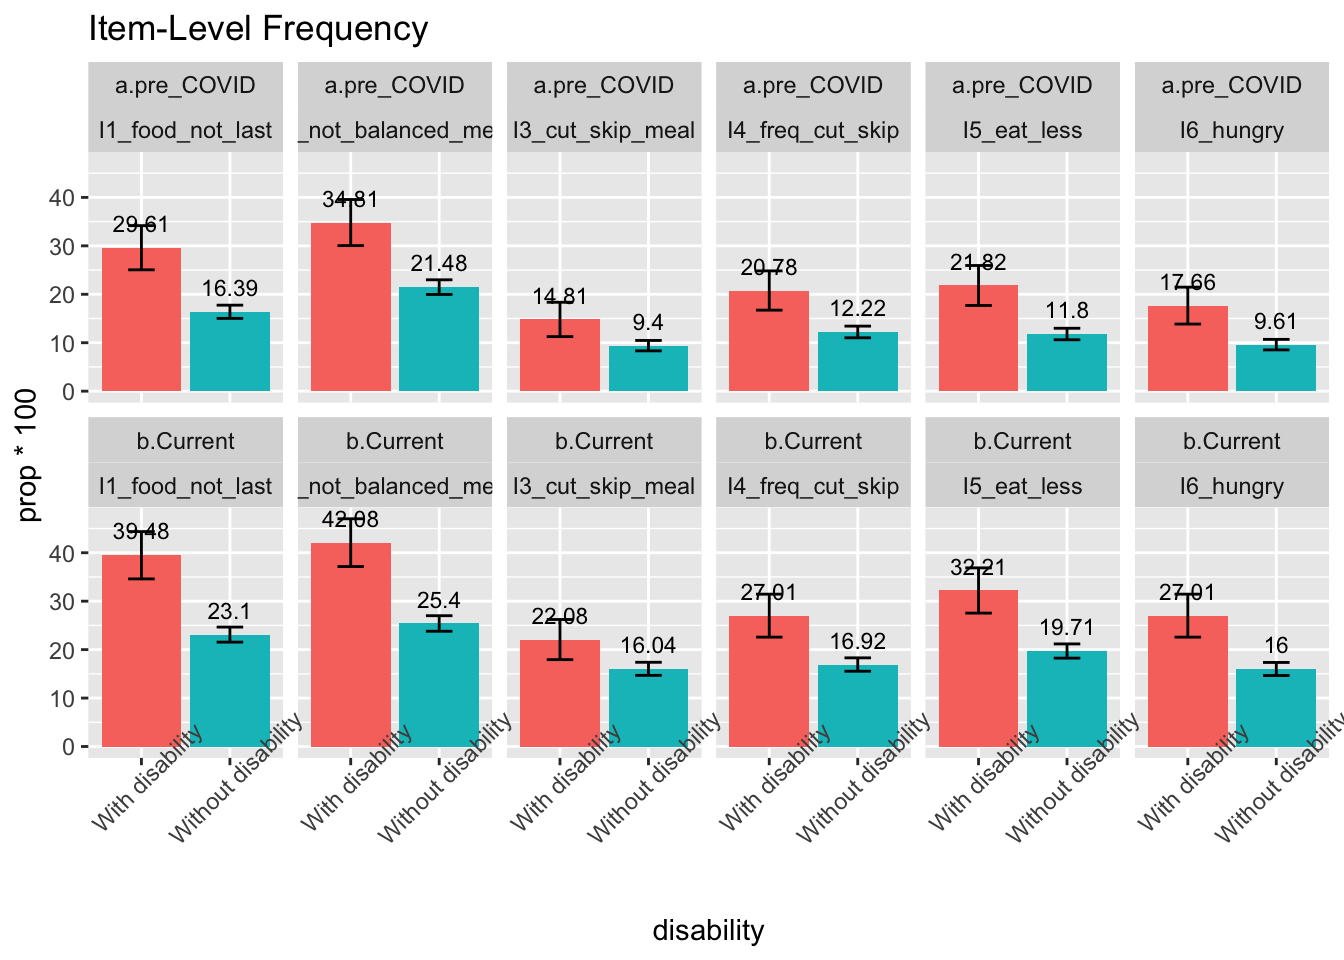 Item-Level Frequency
a.pre_COVID a.pre_COVID a.pre_COVID a.pre_COVID a.pre_COVID a.pre_COVID
I1_food_not_last _not_balanced_me I3_cut_skip_meal I4_freq_cut_skip I5_eat_less I6_hungry
40
30
20
10
0
29.61 16.39 34.81 21.48 14.81 9.4 20.78 12.22 21.82 11.8 17.66 9.61
prop * 100
b.Current b.Current b.Current b.Current b.Current b.Current
I1_food_not_last _not_balanced_me I3_cut_skip_meal I4_freq_cut_skip I5_eat_less I6_hungry
40
30
20
10
0
39.48 23.1 42.08 25.4 22.08 16.04 27.01 16.92 32.21 19.71 27.01 16
With disability Without disability With disability Without disability With disability Without disability With disability Without disability With disability Without disability With disability Without disability
disability